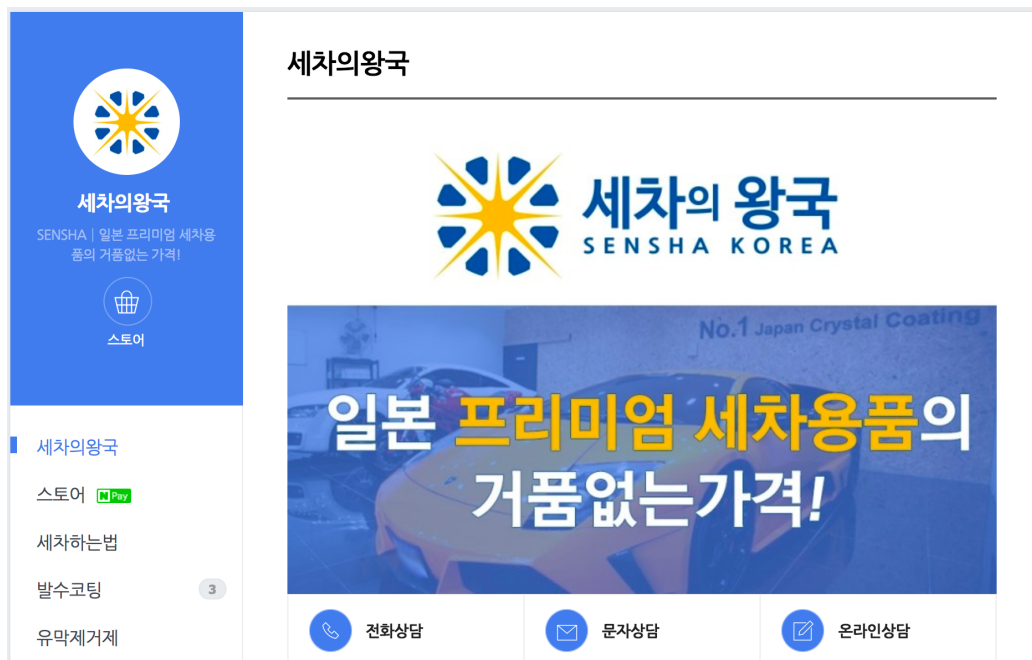 세차의왕국
SENSHA | 일본 프리미엄 세차용
품의 거품없는 가격!
스토어
세차의왕국
스토어 N Pay
세차하는법
발수코팅 3
유막제거제
세차의왕국
세차의 왕국
SENSHA KOREA
No.1 Japan Crystal Coating
일본 프리미엄 세차용품의
거품없는가격!
전화상담
문자상담
온라인상담